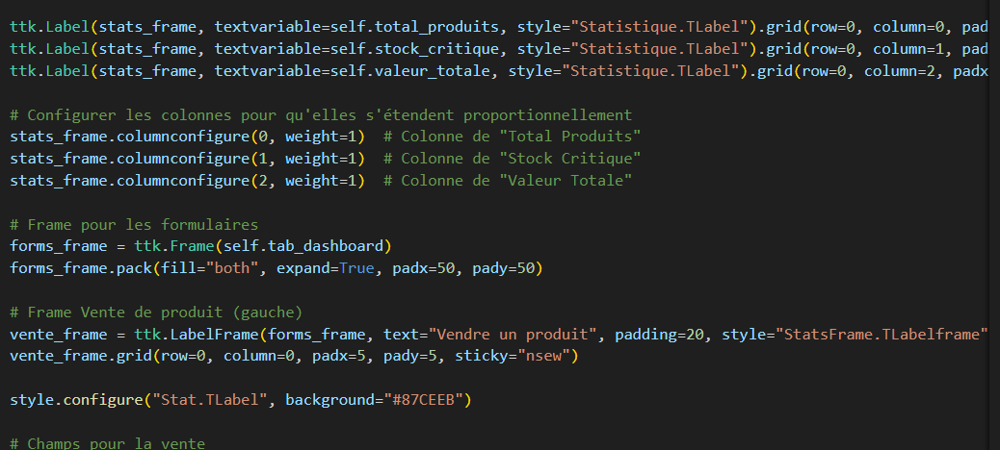 ttk.Label(stats_frame, textvariable=self.total_produits, style="Statistique.TLabel").grid(row=0, column=0, pad
ttk.Label(stats_frame, textvariable=self.stock_critique, style="Statistique.TLabel").grid(row=0, column=1, pad
ttk.Label(stats_frame, textvariable=self.valeur_totale, style="Statistique.TLabel").grid(row=0, column=2, padx
# Configurer les colonnes pour qu'elles s'étendent proportionnellement
stats_frame.columnconfigure(0, weight=1)  # Colonne de "Total Produits"
stats_frame.columnconfigure(1, weight=1)  # Colonne de "Stock Critique"
stats_frame.columnconfigure(2, weight=1)  # Colonne de "Valeur Totale"
# Frame pour les formulaires
forms_frame = ttk.Frame(self.tab_dashboard)
forms_frame.pack(fill="both", expand=True, padx=50, pady=50)
# Frame Vente de produit (gauche)
vente_frame = ttk.LabelFrame(forms_frame, text="Vendre un produit", padding=20, style="StatsFrame.TLabelframe"
vente_frame.grid(row=0, column=0, padx=5, pady=5, sticky="nsew")
style.configure("Stat.TLabel", background="#87CEEB")
# Champs pour la vente